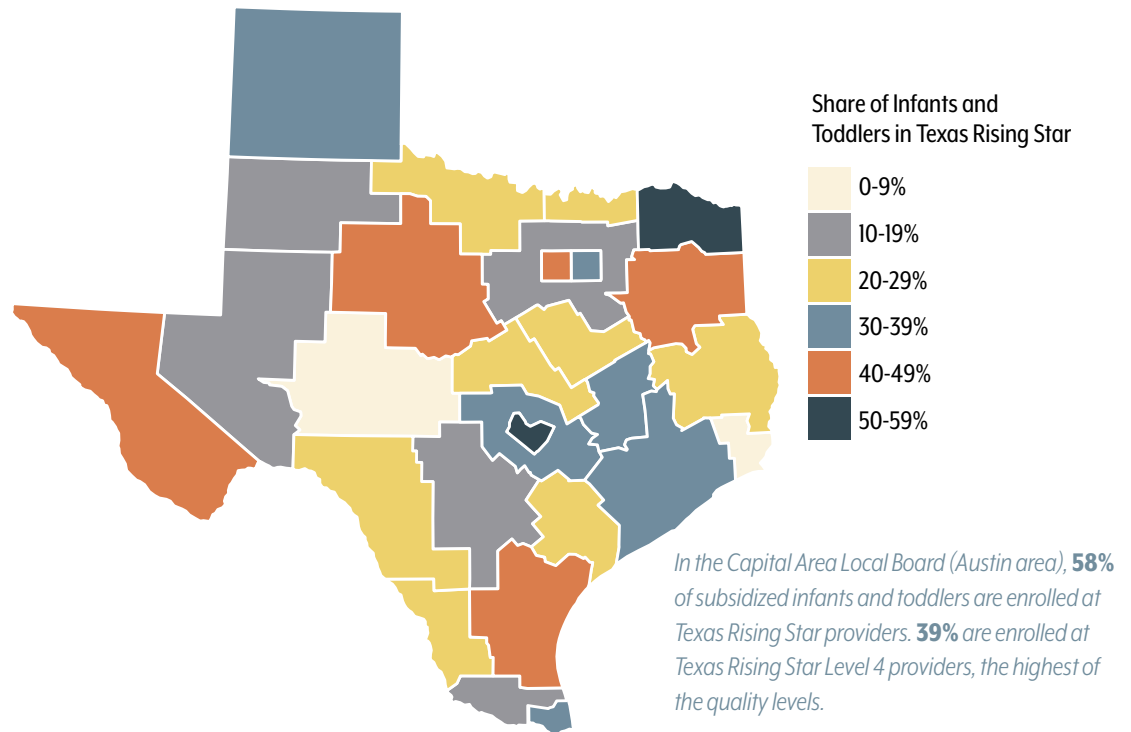 Share of Infants and
Toddlers in Texas Rising Star
0-9%
10-19%
20-29%
30-39%
40-49%
50-59%
In the Capital Area Local Board (Austin area), 58%
of subsidized infants and toddlers are enrolled at
Texas Rising Star providers. 39% are enrolled at
Texas Rising Star Level 4 providers, the highest of
the quality levels.